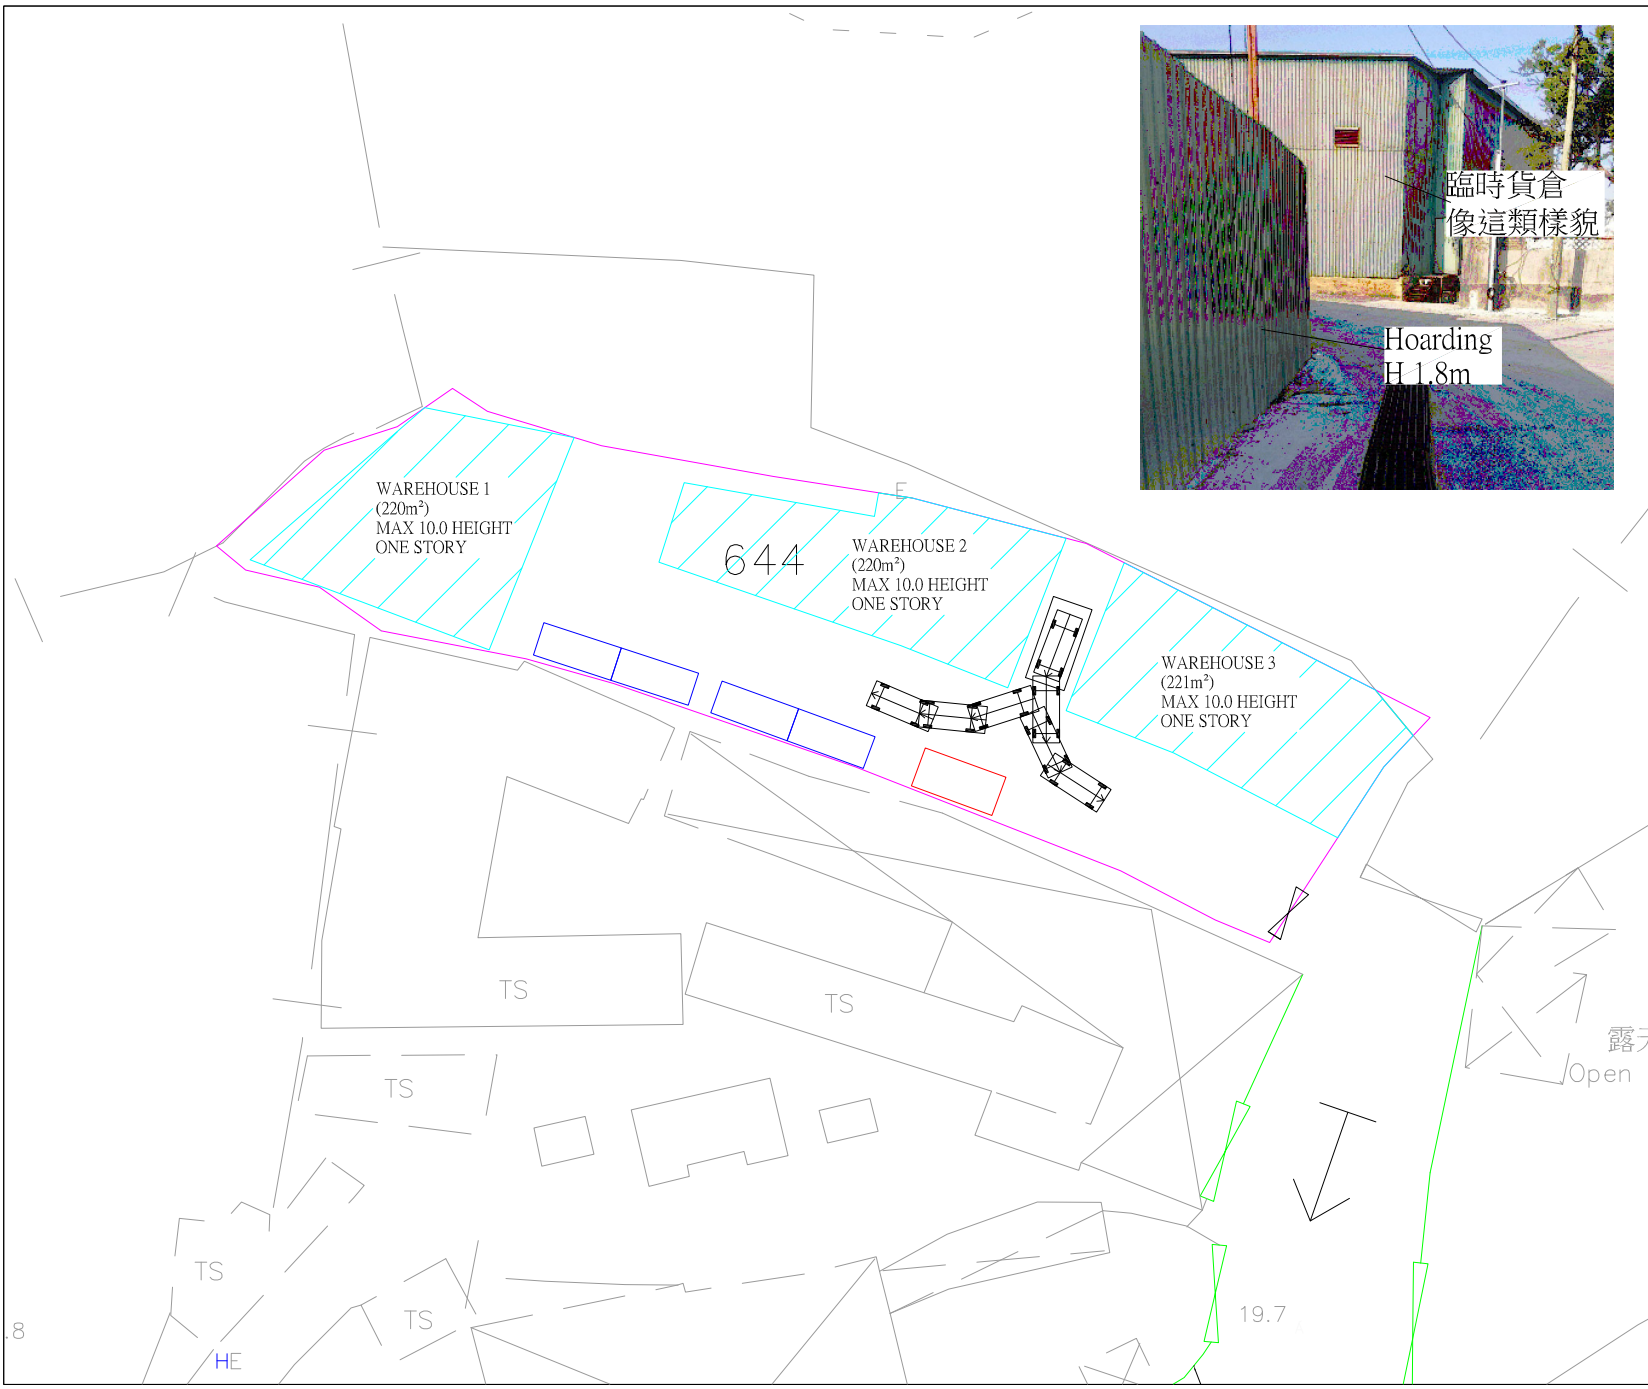 臨時貨倉
像這類樣貌
Hoarding
H 1.8m
E
WAREHOUSE 1
(220m²)
MAX 10.0 HEIGHT
ONE STORY
644
WAREHOUSE 2
(220m²)
MAX 10.0 HEIGHT
ONE STORY
WAREHOUSE 3
(221m²)
MAX 10.0 HEIGHT
ONE STORY
TS
TS
TS
露天
Open
TS
TS
19.7
.8
HE